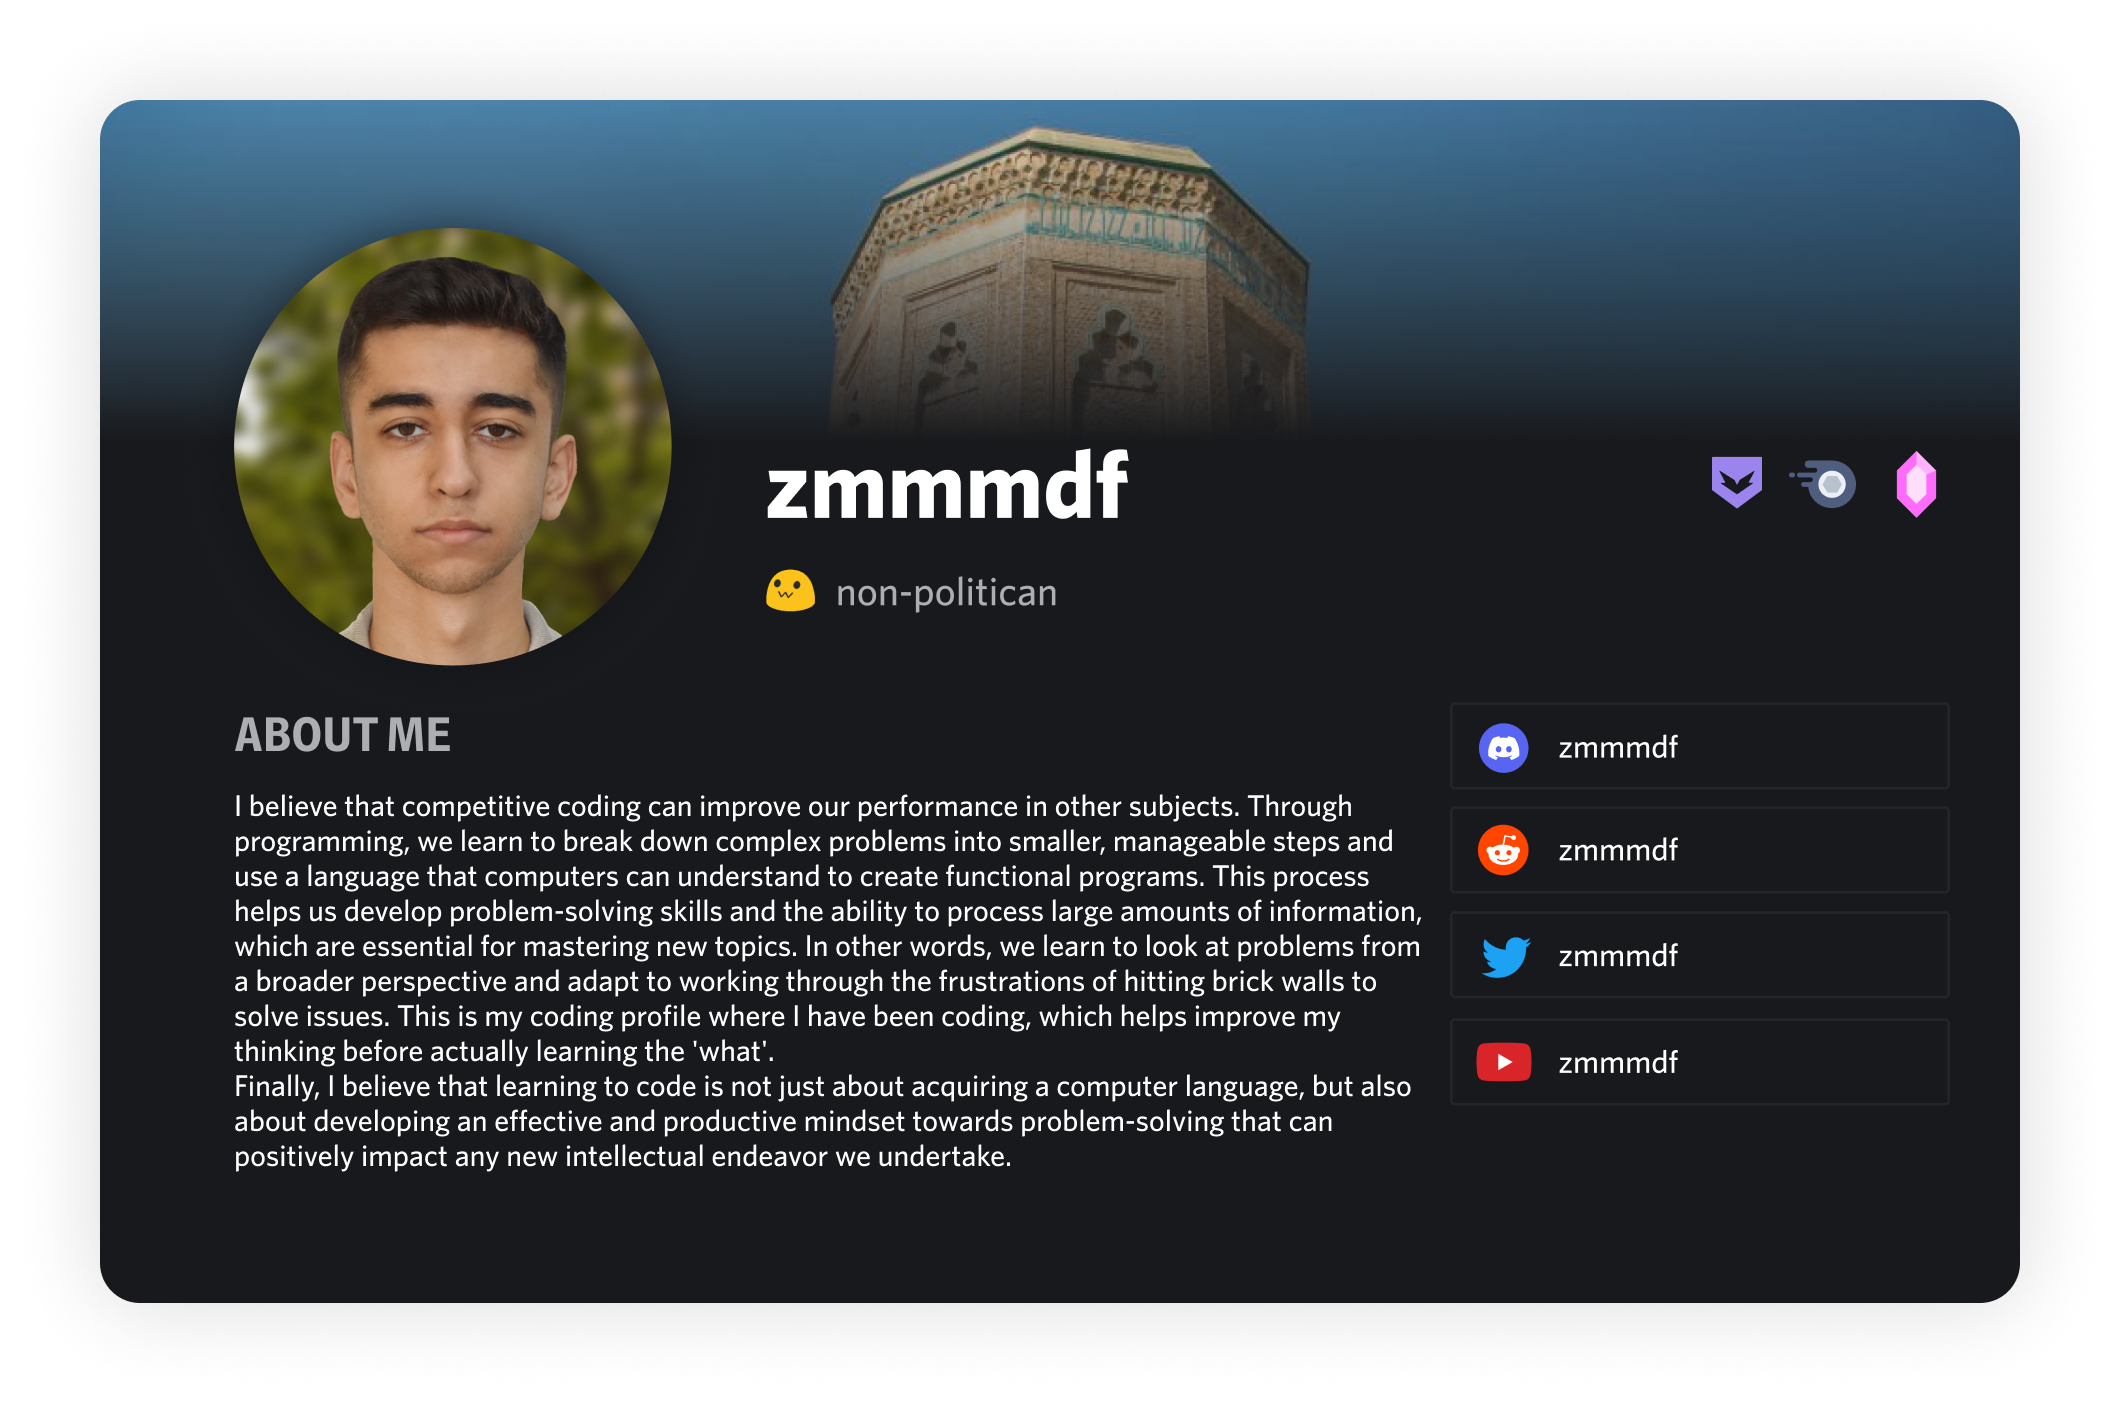 zmmmdf
non-politican
ABOUT ME
I believe that competitive coding can improve our performance in other subjects. Through
programming, we learn to break down complex problems into smaller, manageable steps and
use a language that computers can understand to create functional programs. This process
helps us develop problem-solving skills and the ability to process large amounts of information,
which are essential for mastering new topics. In other words, we learn to look at problems from
a broader perspective and adapt to working through the frustrations of hitting brick walls to
solve issues. This is my coding profile where I have been coding, which helps improve my
thinking before actually learning the 'what'.
Finally, I believe that learning to code is not just about acquiring a computer language, but also
about developing an effective and productive mindset towards problem-solving that can
positively impact any new intellectual endeavor we undertake.
zmmmdf
zmmmdf
zmmmdf
zmmmdf